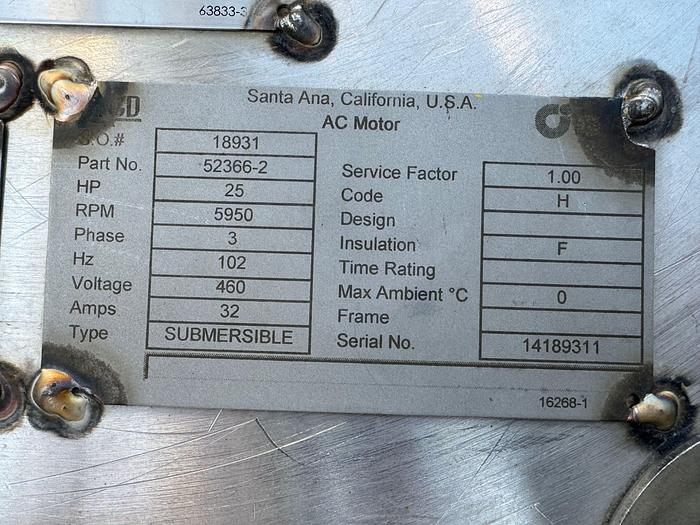 63833-3
Santa Ana, California, U.S.A.
AC Motor
S.O.# 18931
Part No. 52366-2
HP 25
RPM 5950
Phase 3
Hz 102
Voltage 460
Amps 32
Type SUBMERSIBLE
Service Factor 1.00
Code H
Design
Insulation F
Time Rating
Max Ambient °C 0
Frame
Serial No. 14189311
16268-1